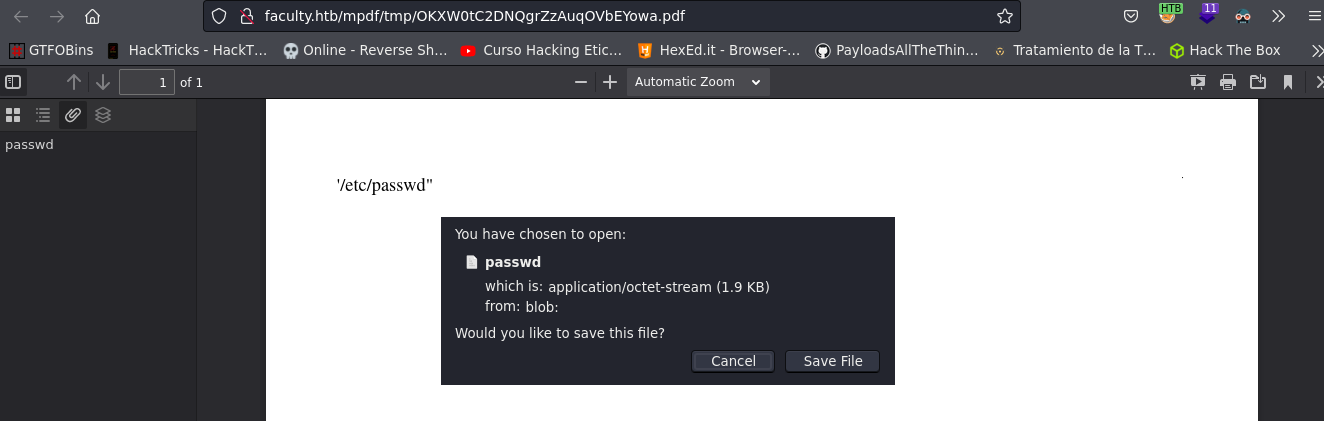 faculty.htb/mpdf/tmp/OKXW0tC2DNQgrZzAuqOVbEYowa.pdf HTB 11
GTFOBins HackTricks - HackT… Online - Reverse Sh… Curso Hacking Etic… HexEd.it - Browser-… PayloadsAllTheThin… Tratamiento de la T… Hack The Box
1 of 1 Automatic Zoom
passwd
'/etc/passwd"
You have chosen to open:
passwd
which is: application/octet-stream (1.9 KB)
from: blob:
Would you like to save this file?
Cancel Save File